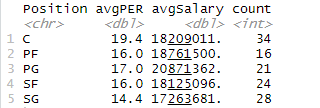 Position avgPER avgSalary count
<chr> <dbl> <dbl> <int>
1 C 19.4 18209011. 34
2 PF 16.0 18761500. 16
3 PG 17.0 20871362. 21
4 SF 16.0 18125096. 24
5 SG 14.4 17263681. 28